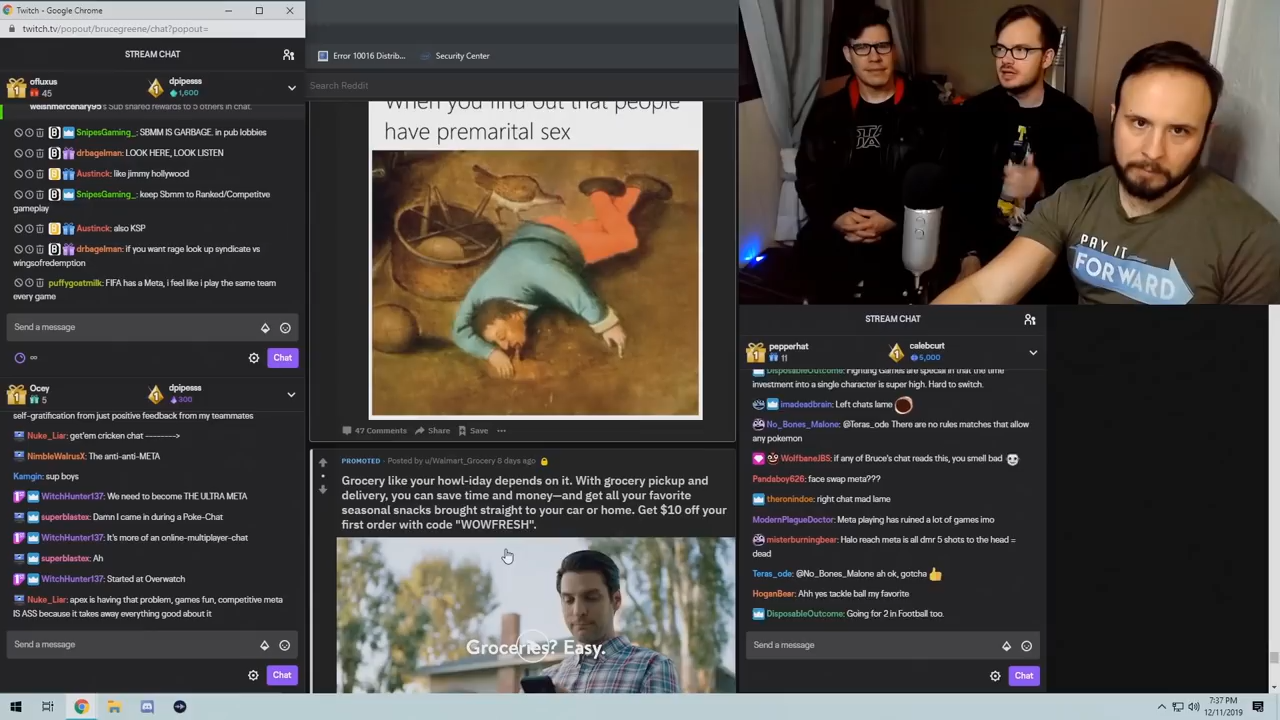 Twitch - Google Chrome
twitch.tv/popout/brucegreene/chat?popout=
STREAM CHAT
ofluxus
45
dpipesss
1,600
welshmercenary95's Sub shared rewards to 5 others in chat.
SnipesGaming_: SBMM IS GARBAGE. in pub lobbies
drbagelman: LOOK HERE, LOOK LISTEN
Austinck: like jimmy hollywood
SnipesGaming_: keep Sbmm to Ranked/Competitve
gameplay
Austinck: also KSP
drbagelman: if you want rage look up syndicate vs
wingsofredemption
puffygoatmilk: FIFA has a Meta, i feel like i play the same team
every game
Send a message
Chat
Ocey
5
dpipesss
300
self-gratification from just positive feedback from my teammates
Nuke_Liar: get'em cricken chat -------->
NimbleWalrusX: The anti-anti-META
Kamgin: sup boys
WitchHunter137: We need to become THE ULTRA META
superblastex: Damn I came in during a Poke-Chat
WitchHunter137: It's more of an online-multiplayer-chat
superblastex: Ah
WitchHunter137: Started at Overwatch
Nuke_Liar: apex is having that problem, games fun, competitive meta
IS ASS because it takes away everything good about it
Send a message
Chat
Error 10016 Distrib...
Security Center
Search Reddit
When you find out that people
have premarital sex
47 Comments
Share
Save
PROMOTED · Posted by u/Walmart_Grocery 8 days ago
Grocery like your howl-iday depends on it. With grocery pickup and
delivery, you can save time and money—and get all your favorite
seasonal snacks brought straight to your car or home. Get $10 off your
first order with code "WOWFRESH".
Groceries? Easy.
PAY IT
FORWARD
STREAM CHAT
pepperhat
11
calebcurt
5,000
DisposableOutcome: Fighting Games are special in that the time
investment into a single character is super high. Hard to switch.
imadeadbrain: Left chats lame
No_Bones_Malone: @Teras_ode There are no rules matches that allow
any pokemon
WolfbaneJBS: if any of Bruce's chat reads this, you smell bad
Pandaboy626: face swap meta???
theronindoe: right chat mad lame
ModernPlagueDoctor: Meta playing has ruined a lot of games imo
misterburningbear: Halo reach meta is all dmr 5 shots to the head =
dead
Teras_ode: @No_Bones_Malone ah ok, gotcha
HoganBear: Ahh yes tackle ball my favorite
DisposableOutcome: Going for 2 in Football too.
Send a message
Chat
7:37 PM
12/11/2019